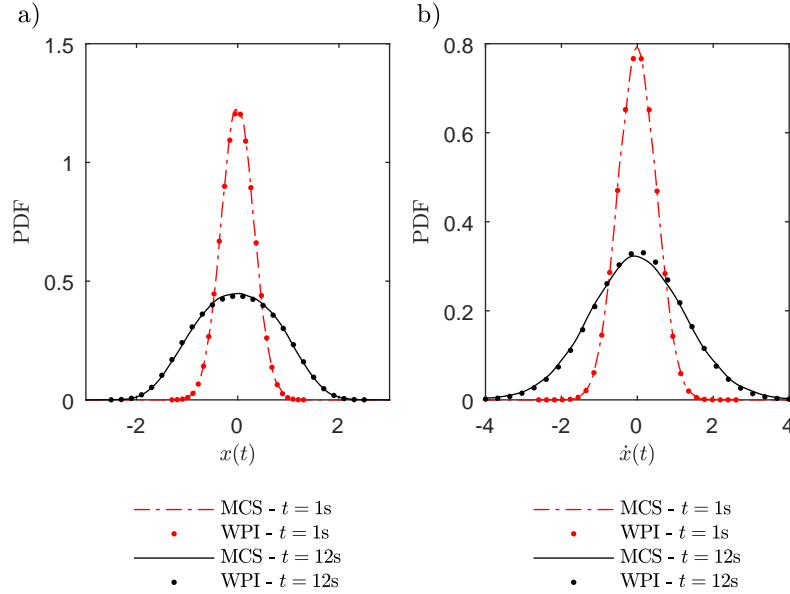 a)
1.5
1
0.5
0
PDF
-2
0
2
x(t)
MCS - t = 1s
WPI - t = 1s
MCS - t = 12s
WPI - t = 12s
b)
0.8
0.6
0.4
0.2
0
PDF
-4
-2
0
2
4
ẋ(t)
MCS - t = 1s
WPI - t = 1s
MCS - t = 12s
WPI - t = 12s